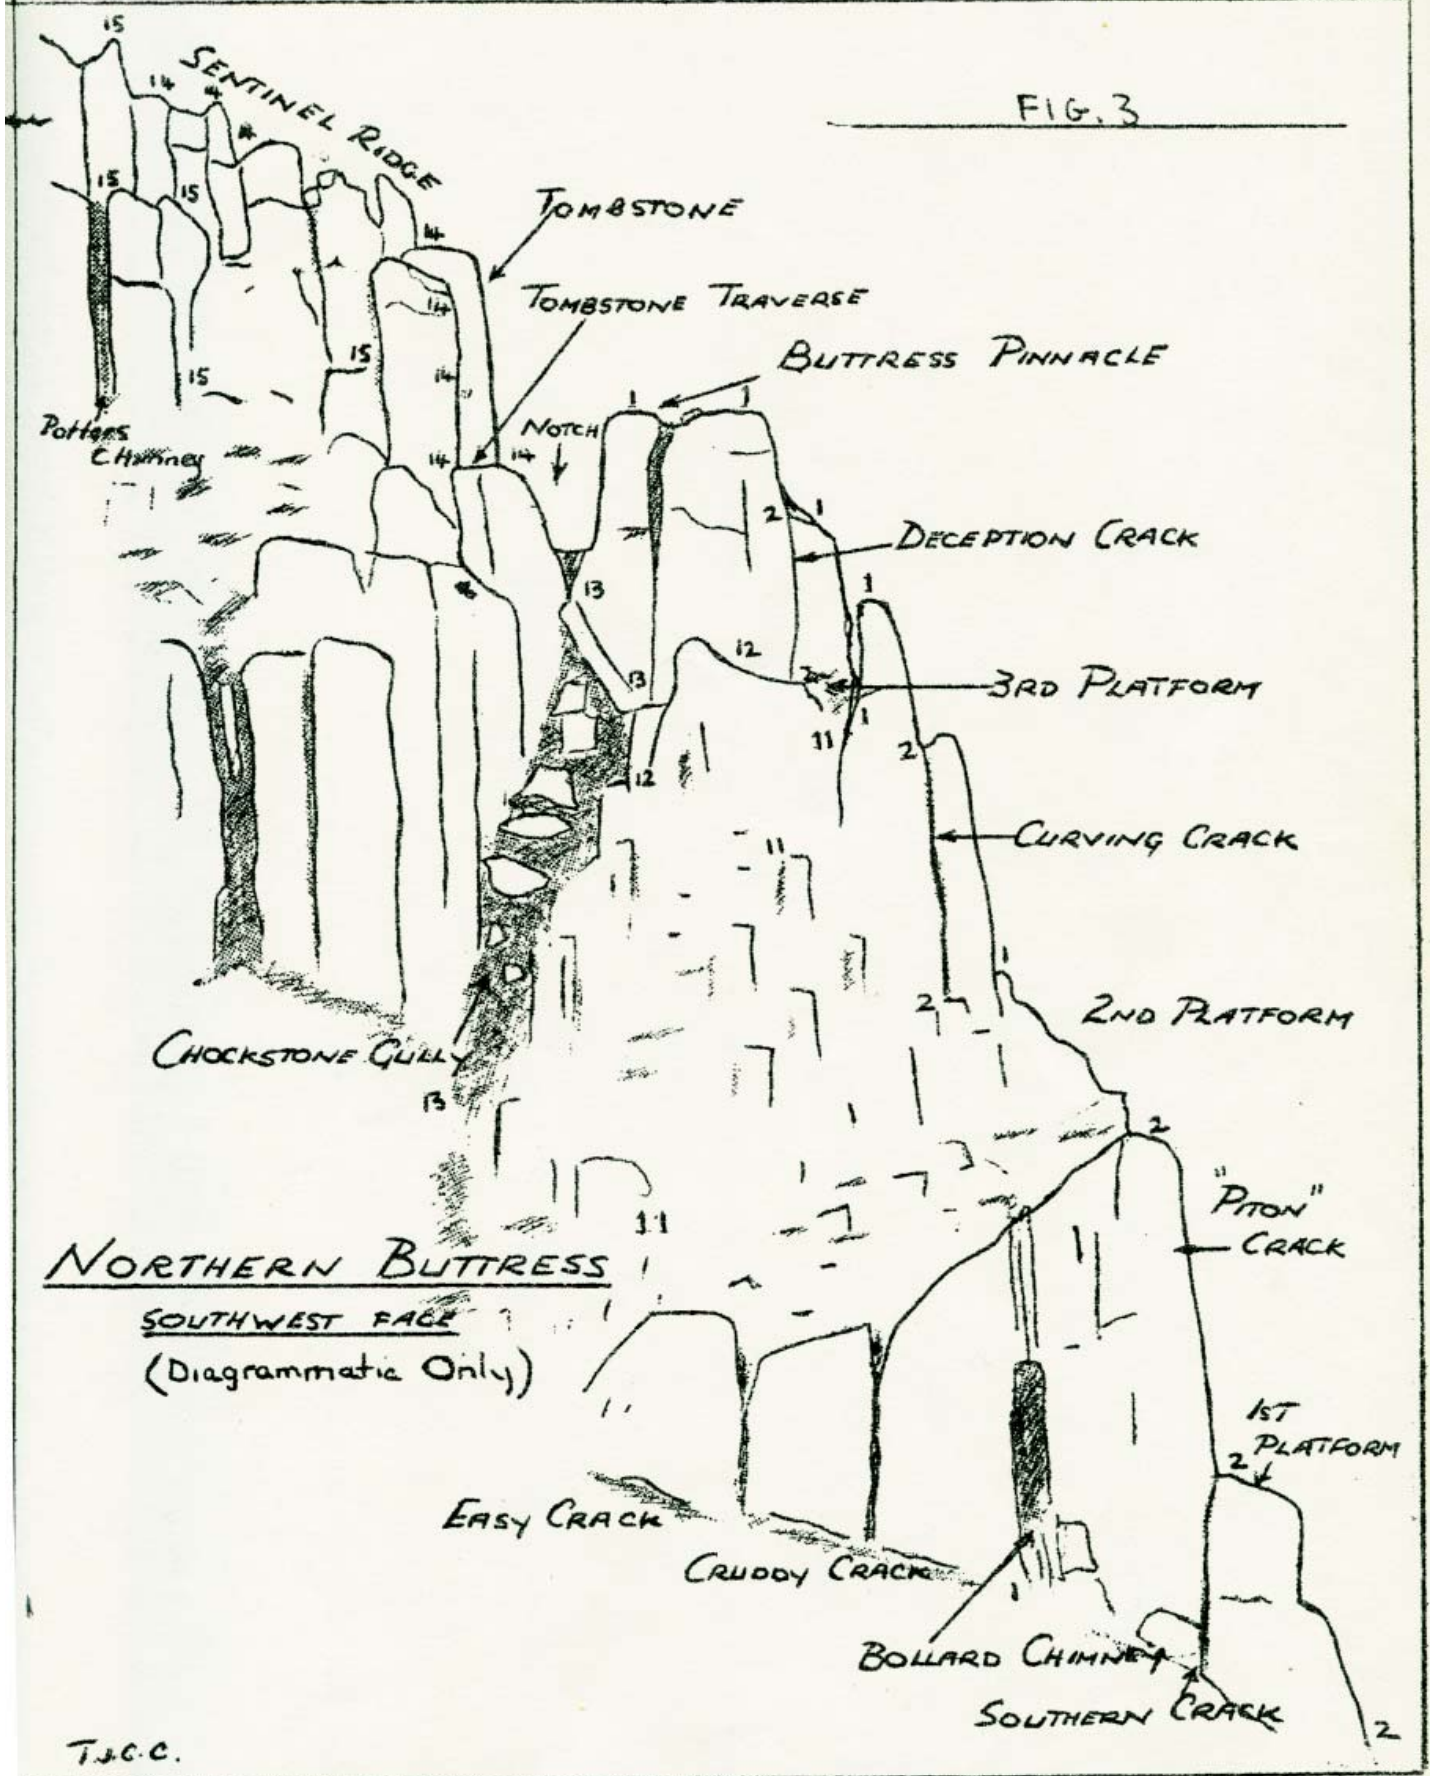 FIG. 3
15
SENTINEL RIDGE
14
14
14
15
15
TOMBSTONE
14
14
TOMBSTONE TRAVERSE
15
15
14
BUTTRESS PINNACLE
1
1
Potters
Chimney
NOTCH
14
14
2
1
DECEPTION CRACK
13
1
12
13
3RD PLATFORM
1
11
2
12
CURVING CRACK
11
1
2
2ND PLATFORM
CHOCKSTONE GULLY
13
2
"PITON"
CRACK
11
NORTHERN BUTTRESS
SOUTHWEST FACE
(Diagrammatic Only)
1ST
PLATFORM
2
EASY CRACK
CRUDDY CRACK
1
BOLLARD CHIMNEY
SOUTHERN CRACK
2